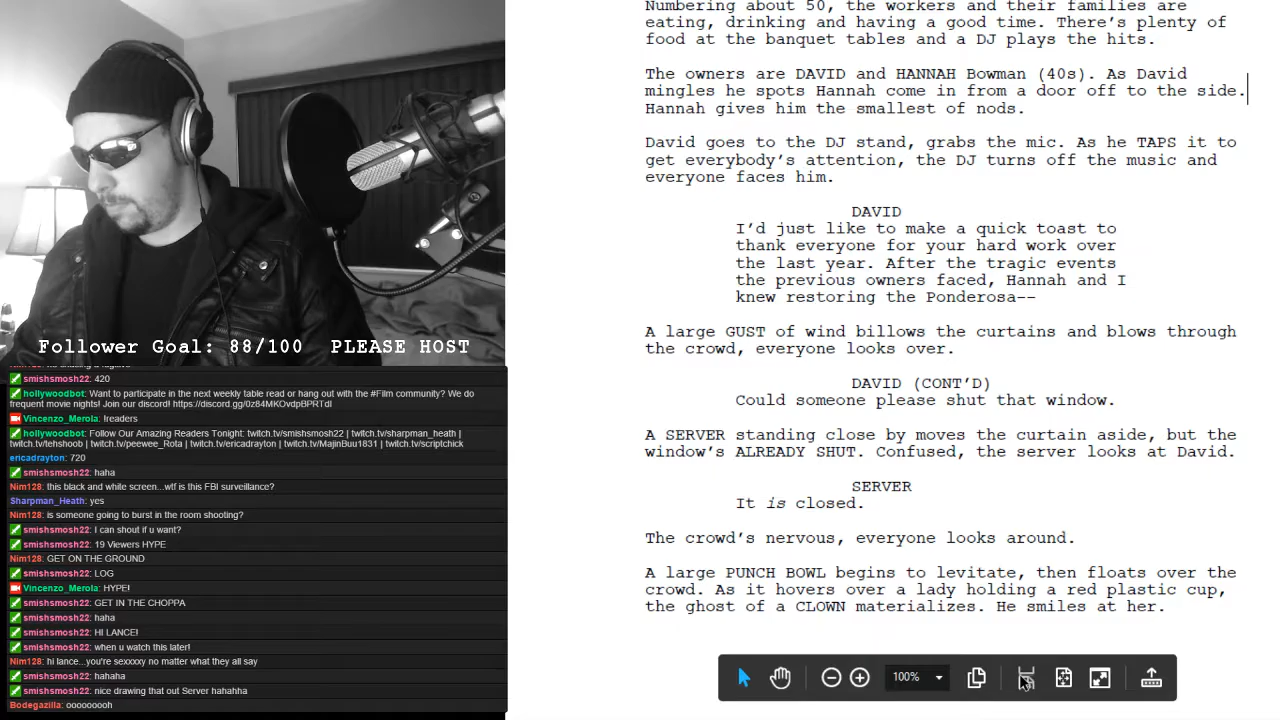 Follower Goal: 88/100 PLEASE HOST
smishsmosh22: 420
hollywoodbot: Want to participate in the next weekly table read or hang out with the #Film community? We do
frequent movie nights! Join our discord! https://discord.gg/0z84MKOvdpBPRTdl
Vincenzo_Merola: !readers
hollywoodbot: Follow Our Amazing Readers Tonight: twitch.tv/smishsmosh22 | twitch.tv/sharpman_heath |
twitch.tv/tehshoob | twitch.tv/peewee_Rota | twitch.tv/ericadrayton | twitch.tv/MajinBuu1831 | twitch.tv/scriptchick
ericadrayton: 720
smishsmosh22: haha
Nim128: this black and white screen...wtf is this FBI surveillance?
Sharpman_Heath: yes
Nim128: is someone going to burst in the room shooting?
smishsmosh22: I can shout if u want?
smishsmosh22: 19 Viewers HYPE
Nim128: GET ON THE GROUND
smishsmosh22: LOG
Vincenzo_Merola: HYPE!
smishsmosh22: GET IN THE CHOPPA
smishsmosh22: haha
smishsmosh22: HI LANCE!
smishsmosh22: when u watch this later!
Nim128: hi lance...you're sexxxxy no matter what they all say
smishsmosh22: hahaha
smishsmosh22: nice drawing that out Server hahahha
Bodegazilla: ooooooooh
Numbering about 50, the workers and their families are
eating, drinking and having a good time. There's plenty of
food at the banquet tables and a DJ plays the hits.
The owners are DAVID and HANNAH Bowman (40s). As David
mingles he spots Hannah come in from a door off to the side.
Hannah gives him the smallest of nods.
David goes to the DJ stand, grabs the mic. As he TAPS it to
get everybody's attention, the DJ turns off the music and
everyone faces him.
DAVID
I'd just like to make a quick toast to
thank everyone for your hard work over
the last year. After the tragic events
the previous owners faced, Hannah and I
knew restoring the Ponderosa--
A large GUST of wind billows the curtains and blows through
the crowd, everyone looks over.
DAVID (CONT'D)
Could someone please shut that window.
A SERVER standing close by moves the curtain aside, but the
window's ALREADY SHUT. Confused, the server looks at David.
SERVER
It is closed.
The crowd's nervous, everyone looks around.
A large PUNCH BOWL begins to levitate, then floats over the
crowd. As it hovers over a lady holding a red plastic cup,
the ghost of a CLOWN materializes. He smiles at her.
100%